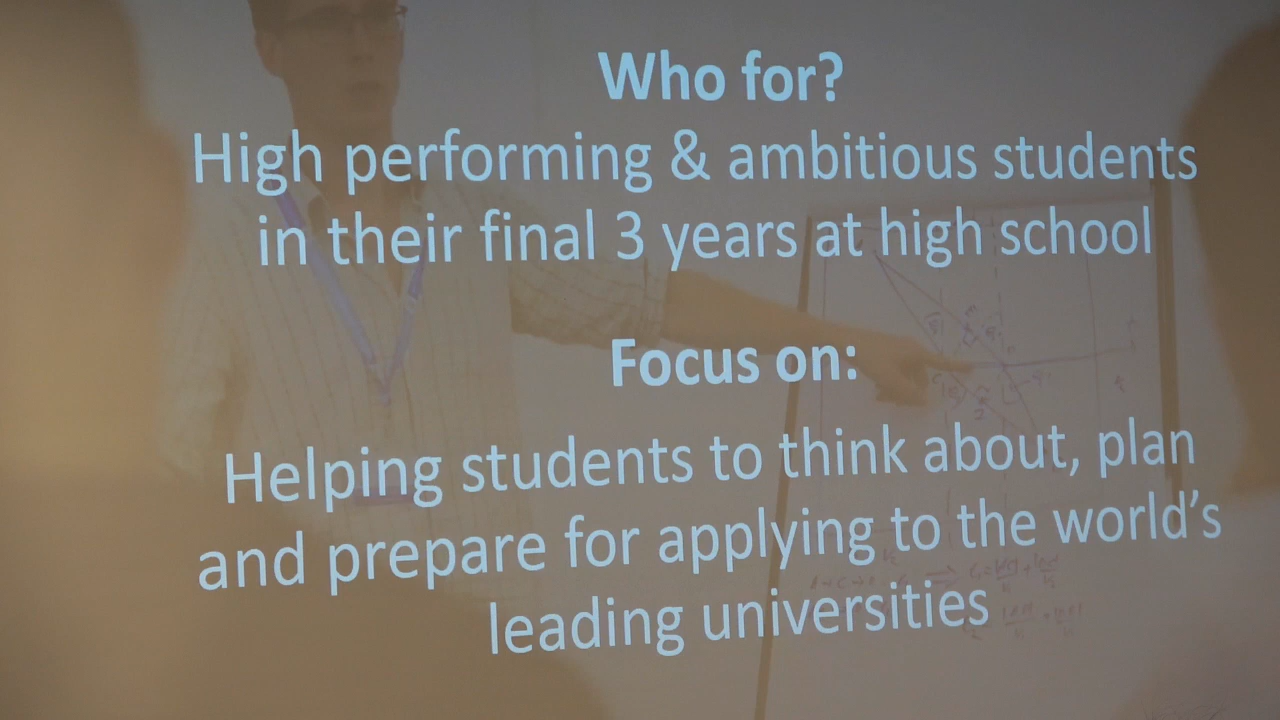 Who for?
High performing & ambitious students
in their final 3 years at high school
Focus on:
Helping students to think about, plan
and prepare for applying to the world's
leading universities